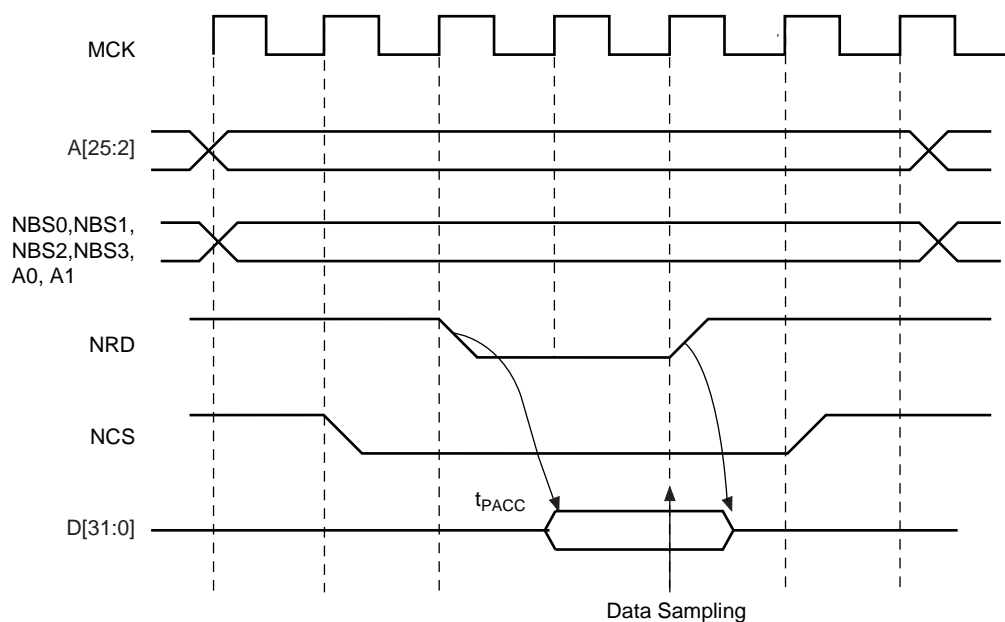 MCK
A[25:2]
NBS0,NBS1,
NBS2,NBS3,
A0, A1
NRD
NCS
tPACC
D[31:0]
Data Sampling